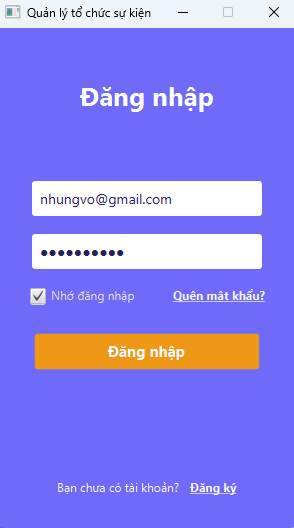 Quản lý tổ chức sự kiện
Đăng nhập
nhungvo@gmail.com
●●●●●●●●●●
Nhớ đăng nhập
Quên mật khẩu?
Đăng nhập
Bạn chưa có tài khoản? Đăng ký